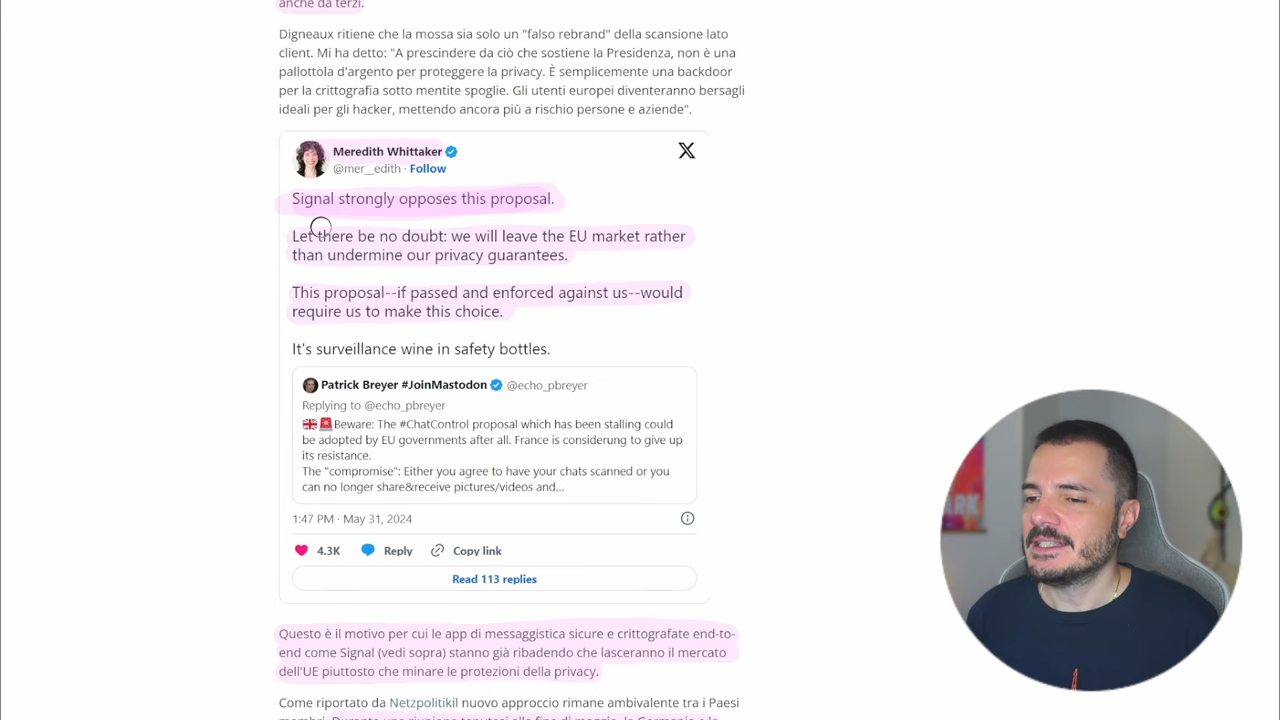 anche da terzi.
Digneaux ritiene che la mossa sia solo un "falso rebrand" della scansione lato
client. Mi ha detto: "A prescindere da ciò che sostiene la Presidenza, non è una
pallottola d'argento per proteggere la privacy. È semplicemente una backdoor
per la crittografia sotto mentite spoglie. Gli utenti europei diventeranno bersagli
ideali per gli hacker, mettendo ancora più a rischio persone e aziende".
Meredith Whittaker
@mer__edith · Follow
Signal strongly opposes this proposal.
Let there be no doubt: we will leave the EU market rather
than undermine our privacy guarantees.
This proposal--if passed and enforced against us--would
require us to make this choice.
It's surveillance wine in safety bottles.
Patrick Breyer #JoinMastodon @echo_pbreyer
Replying to @echo_pbreyer
🇬🇧🚨Beware: The #ChatControl proposal which has been stalling could
be adopted by EU governments after all. France is considerung to give up
its resistance.
The "compromise": Either you agree to have your chats scanned or you
can no longer share&receive pictures/videos and...
1:47 PM · May 31, 2024
4.3K Reply Copy link
Read 113 replies
Questo è il motivo per cui le app di messaggistica sicure e crittografate end-to-
end come Signal (vedi sopra) stanno già ribadendo che lasceranno il mercato
dell'UE piuttosto che minare le protezioni della privacy.
Come riportato da Netzpolitikil nuovo approccio rimane ambivalente tra i Paesi